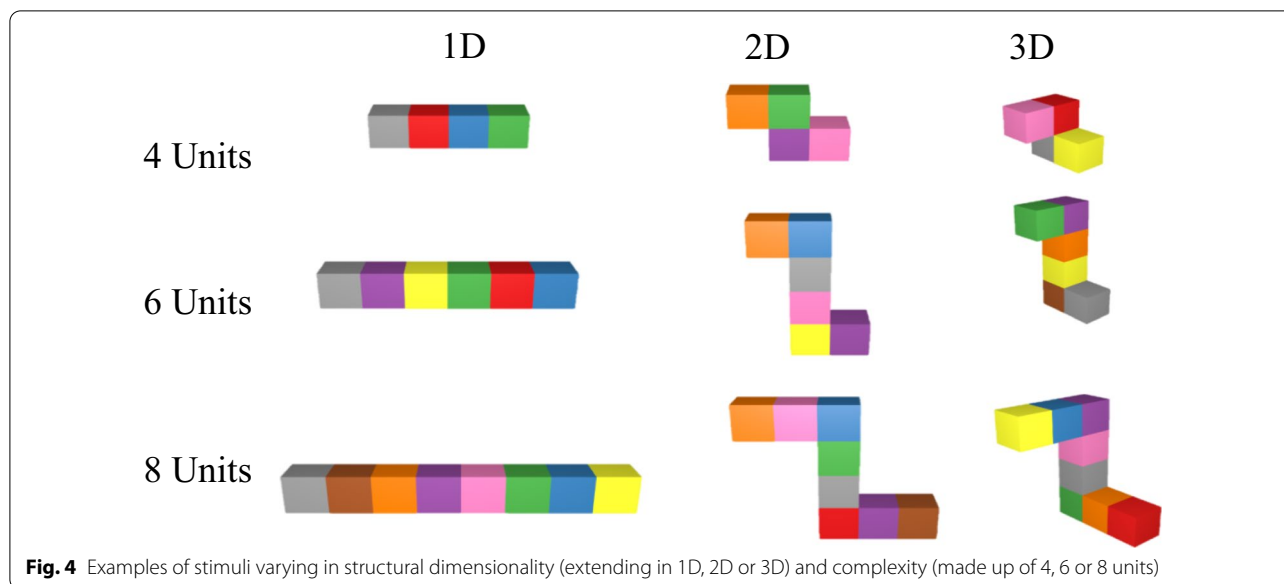 1D 2D 3D
4 Units
6 Units
8 Units
Fig. 4 Examples of stimuli varying in structural dimensionality (extending in 1D, 2D or 3D) and complexity (made up of 4, 6 or 8 units)